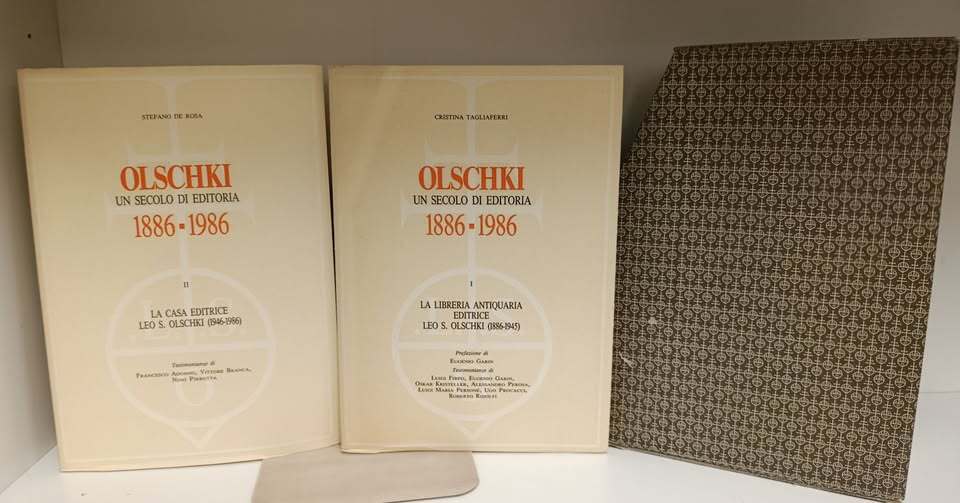 STEFANO DE ROSA
OLSCHKI
UN SECOLO DI EDITORIA
1886 ▪ 1986
II
LA CASA EDITRICE
LEO S. OLSCHKI (1946-1986)
Testimonianze di
FRANCESCO ADORNO, VITTORE BRANCA,
NINO PIRROTTA
CRISTINA TAGLIAFERRI
OLSCHKI
UN SECOLO DI EDITORIA
1886 ▪ 1986
I
LA LIBRERIA ANTIQUARIA
EDITRICE
LEO S. OLSCHKI (1886-1945)
Prefazione di
EUGENIO GARIN
Testimonianze di
LUIGI FIRPO, EUGENIO GARIN,
OSKAR KRISTELLER, ALESSANDRO PEROSA,
LUIGI MARIA PERSONÈ, UGO PROCACCI,
ROBERTO RIDOLFI